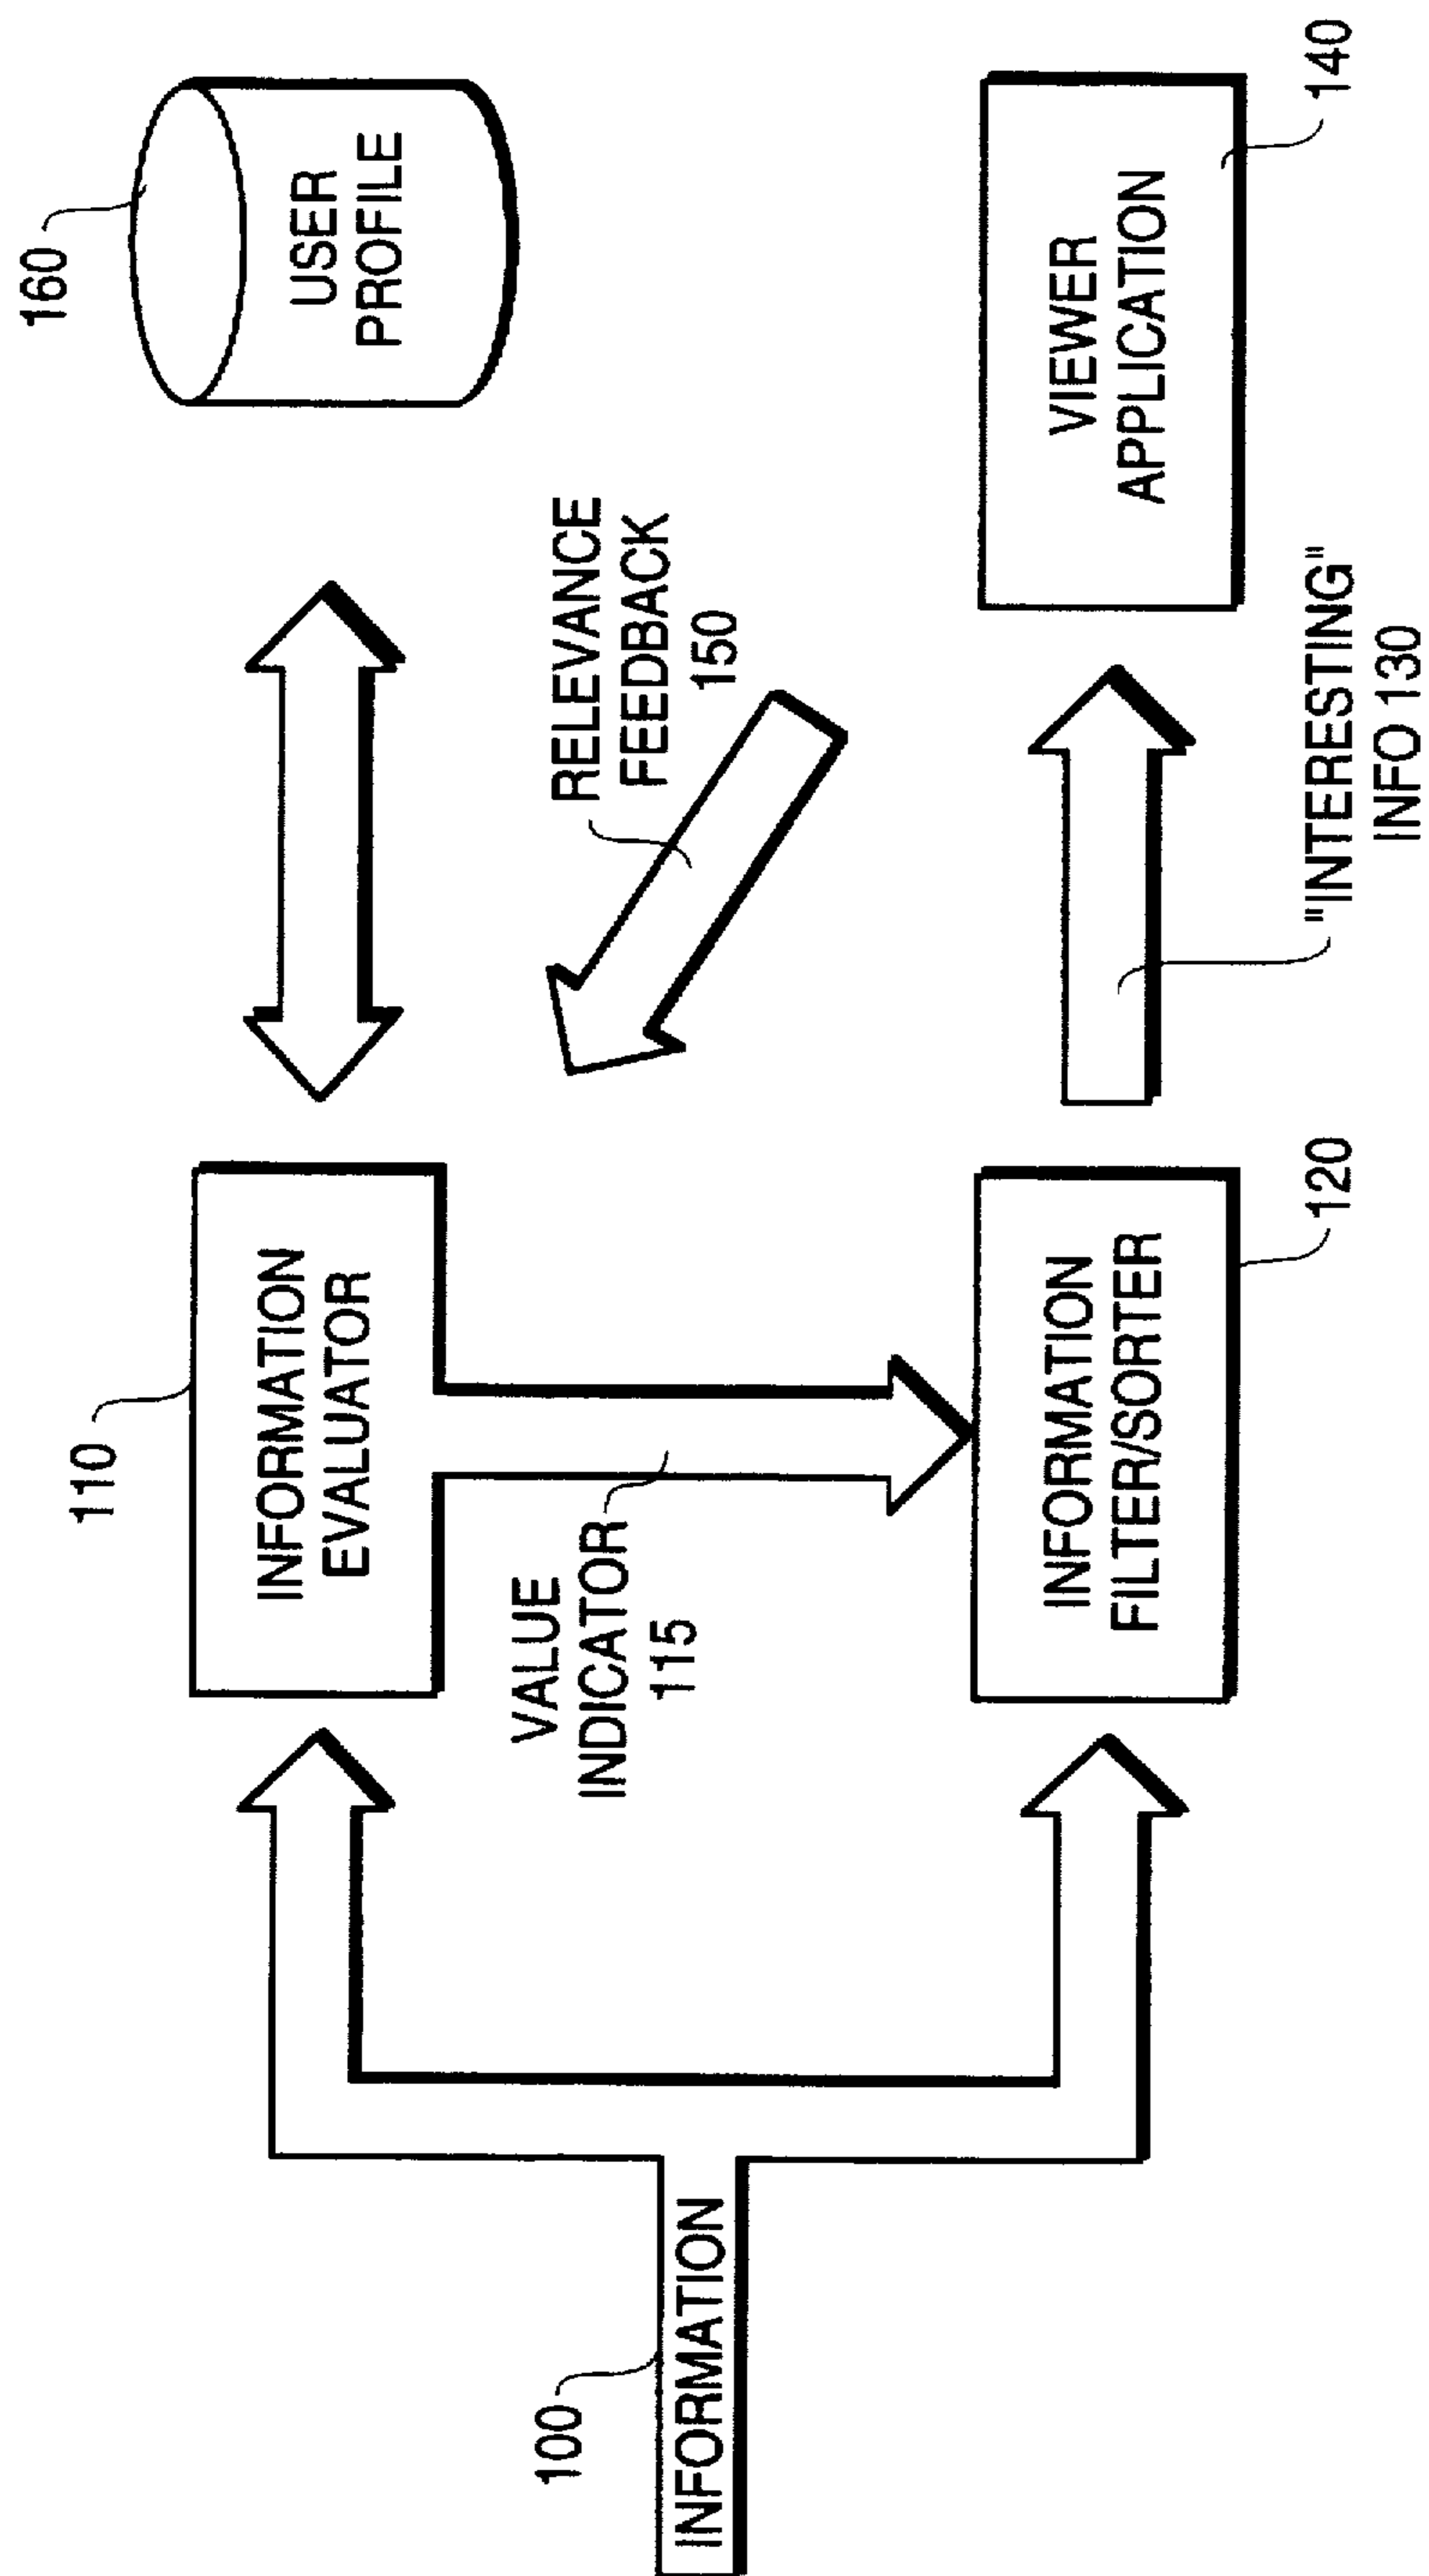 100
INFORMATION
110
INFORMATION
EVALUATOR
VALUE
INDICATOR
115
INFORMATION
FILTER/SORTER
120
160
USER
PROFILE
RELEVANCE
FEEDBACK
150
"INTERESTING"
INFO 130
VIEWER
APPLICATION
140